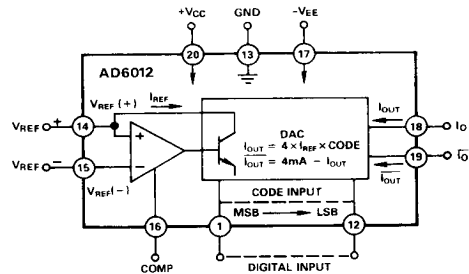 +VCC GND -VEE
20 13 17
AD6012
VREF(+) IREF
VREF + 14
VREF - 15
VREF(-)
DAC
IOUT = 4 × IREF × CODE
IOUT = 4mA - IOUT
IOUT 18 IO
19 IO
IOUT
CODE INPUT
MSB LSB
16 1 12
COMP DIGITAL INPUT